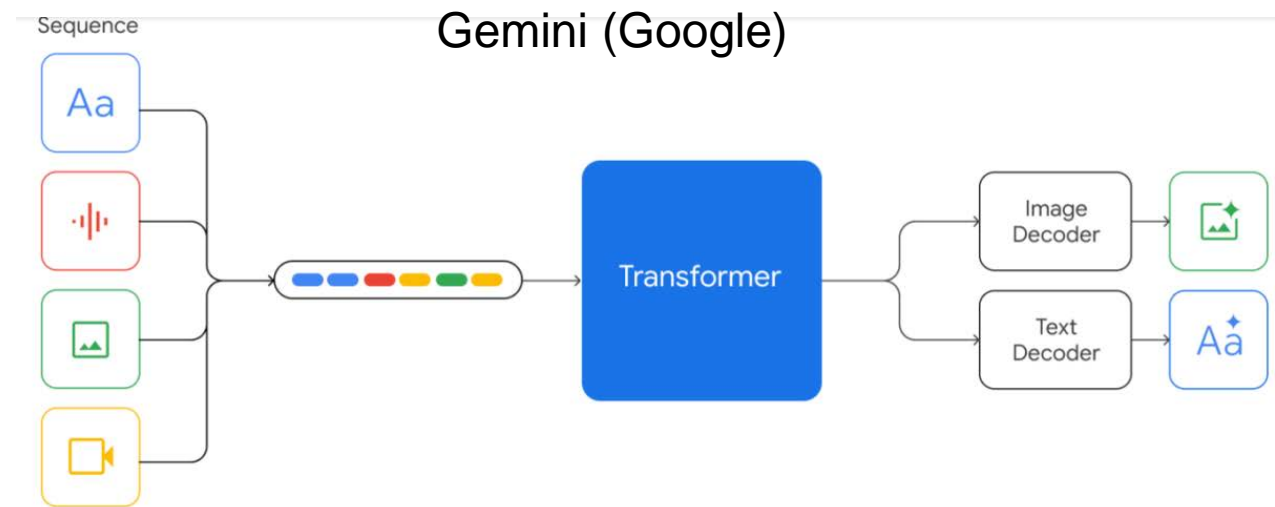 Gemini (Google)
Sequence
Aa
Transformer
Image
Decoder
Text
Decoder
Aa